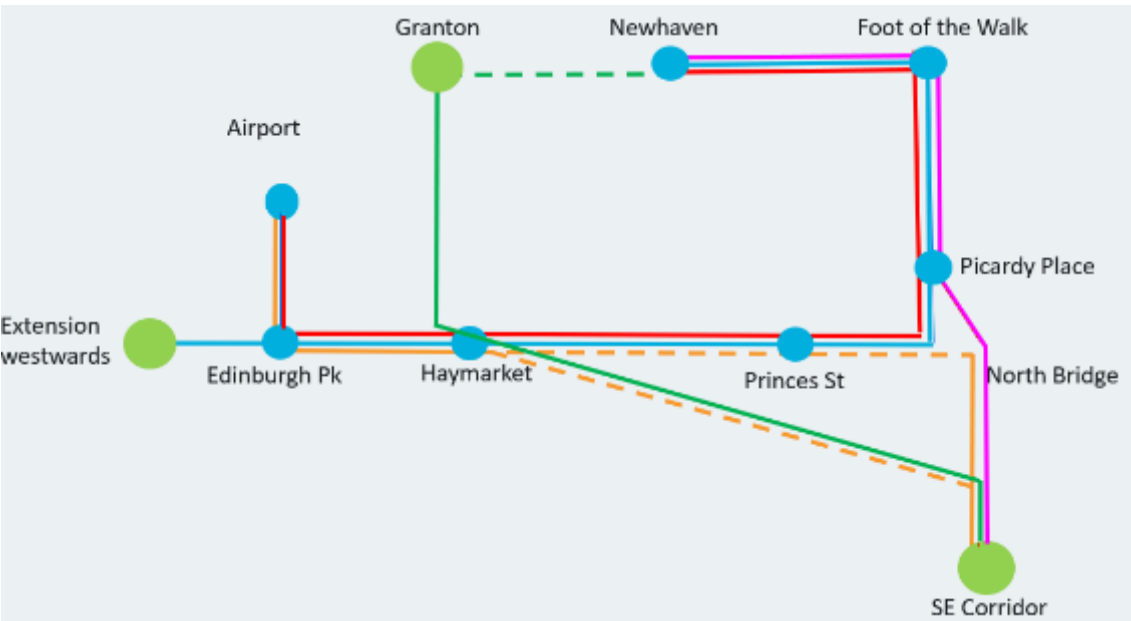 Granton
Newhaven
Foot of the Walk
Airport
Picardy Place
Extension
westwards
Edinburgh Pk
Haymarket
Princes St
North Bridge
SE Corridor